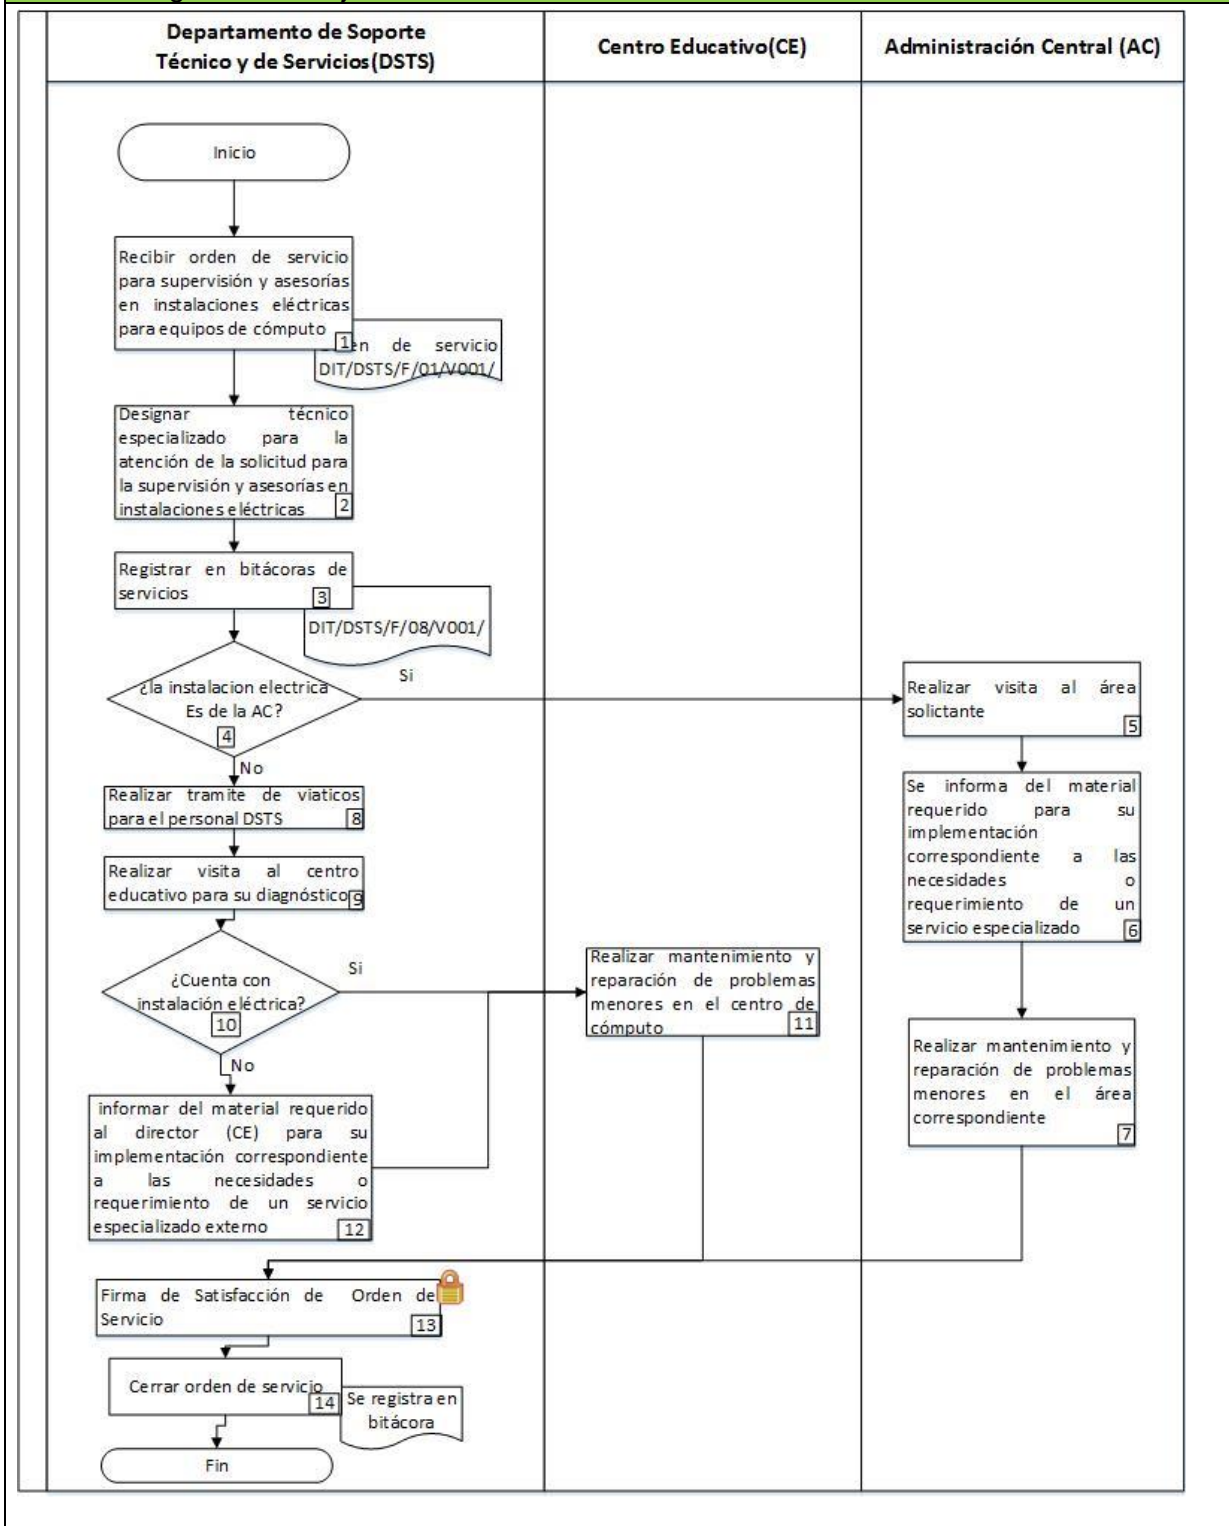 Departamento de Soporte
Técnico y de Servicios(DSTS)
Centro Educativo(CE)
Administración Central (AC)
Inicio
Recibir orden de servicio
para supervisión y asesorías
en instalaciones eléctricas
para equipos de cómputo
1
de servicio
DIT/DSTS/F/01/V001/
Designar técnico
especializado para la
atención de la solicitud para
la supervisión y asesorías en
instalaciones eléctricas
2
Registrar en bitácoras de
servicios
3
DIT/DSTS/F/08/V001/
¿la instalacion electrica
Es de la AC?
4
Si
No
Realizar visita al área
solictante
5
Se informa del material
requerido para su
implementación
correspondiente a las
necesidades o
requerimiento de un
servicio especializado
6
Realizar mantenimiento y
reparación de problemas
menores en el área
correspondiente
7
Realizar tramite de viaticos
para el personal DSTS
8
Realizar visita al centro
educativo para su diagnóstico
9
¿Cuenta con
instalación eléctrica?
10
Si
No
Realizar mantenimiento y
reparación de problemas
menores en el centro de
cómputo
11
informar del material requerido
al director (CE) para su
implementación correspondiente
a las necesidades o
requerimiento de un servicio
especializado externo
12
Firma de Satisfacción de Orden de
Servicio
13
Cerrar orden de servicio
14
Se registra en
bitácora
Fin